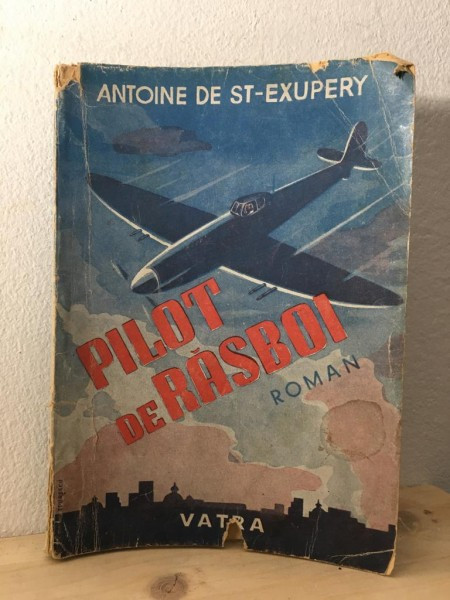 ANTOINE DE ST-EXUPERY
PILOT
DE RĂSBOI
ROMAN
VATRA